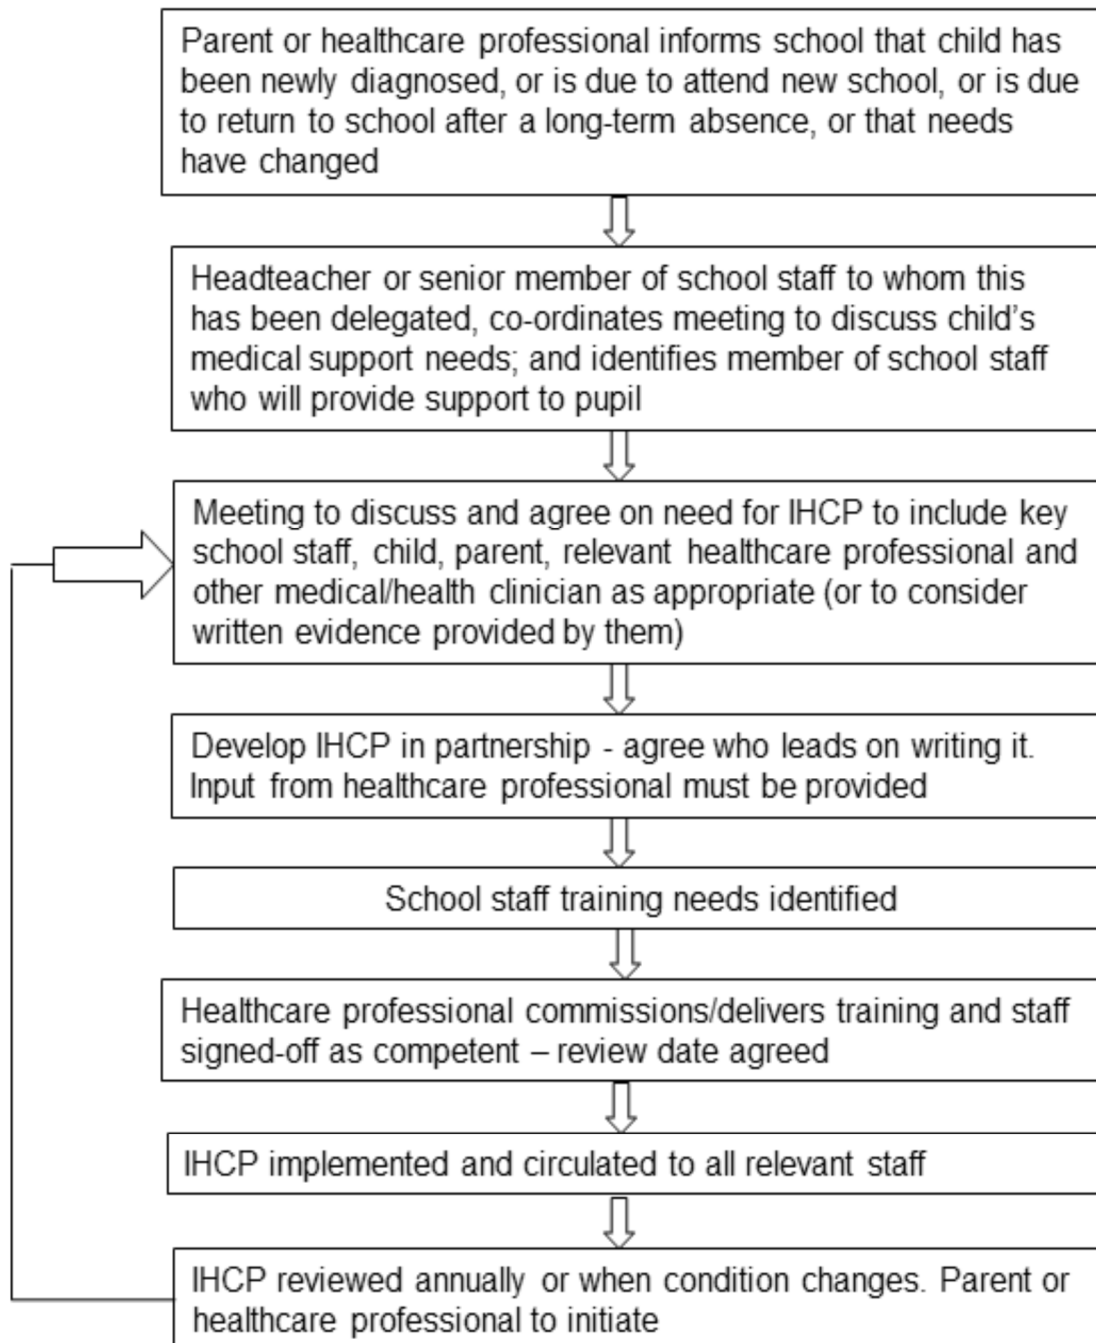 Parent or healthcare professional informs school that child has
been newly diagnosed, or is due to attend new school, or is due
to return to school after a long-term absence, or that needs
have changed
Headteacher or senior member of school staff to whom this
has been delegated, co-ordinates meeting to discuss child’s
medical support needs; and identifies member of school staff
who will provide support to pupil
Meeting to discuss and agree on need for IHCP to include key
school staff, child, parent, relevant healthcare professional and
other medical/health clinician as appropriate (or to consider
written evidence provided by them)
Develop IHCP in partnership - agree who leads on writing it.
Input from healthcare professional must be provided
School staff training needs identified
Healthcare professional commissions/delivers training and staff
signed-off as competent – review date agreed
IHCP implemented and circulated to all relevant staff
IHCP reviewed annually or when condition changes. Parent or
healthcare professional to initiate